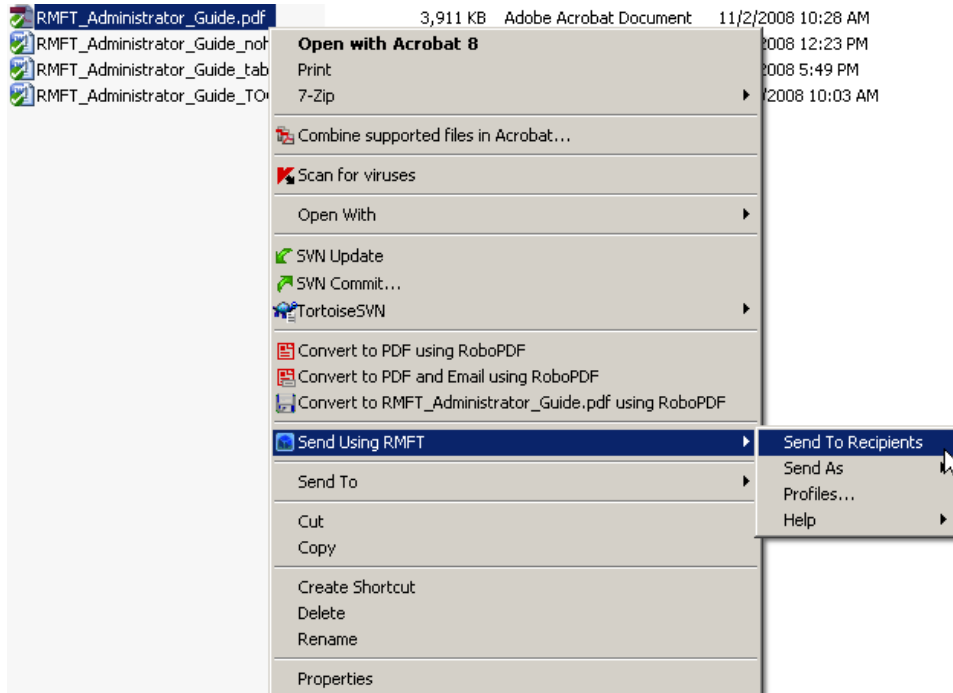 RMFT_Administrator_Guide.pdf 3,911 KB Adobe Acrobat Document 11/2/2008 10:28 AM
RMFT_Administrator_Guide_noh 2008 12:23 PM
RMFT_Administrator_Guide_tab 2008 5:49 PM
RMFT_Administrator_Guide_TO /2008 10:03 AM
Open with Acrobat 8
Print
7-Zip
Combine supported files in Acrobat...
Scan for viruses
Open With
SVN Update
SVN Commit...
TortoiseSVN
Convert to PDF using RoboPDF
Convert to PDF and Email using RoboPDF
Convert to RMFT_Administrator_Guide.pdf using RoboPDF
Send Using RMFT
Send To
Cut
Copy
Create Shortcut
Delete
Rename
Properties
Send To Recipients
Send As
Profiles...
Help